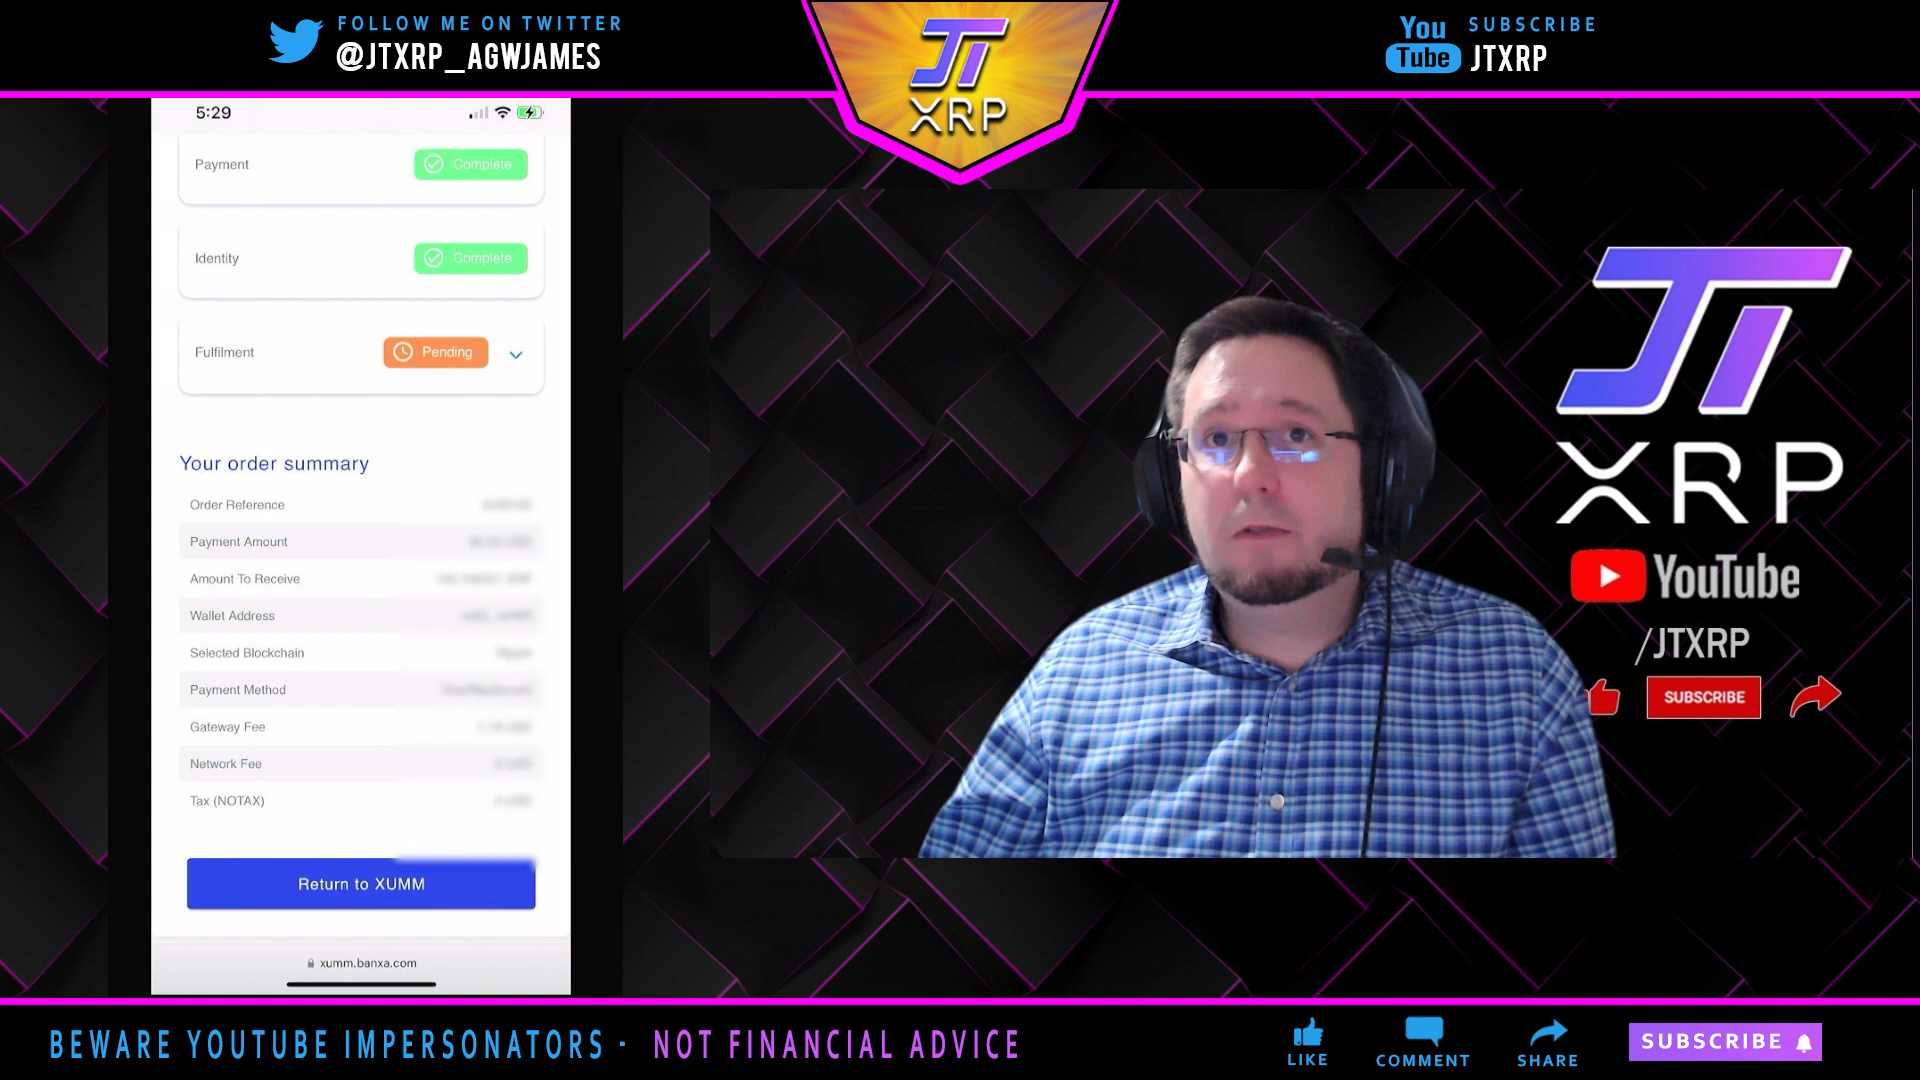 FOLLOW ME ON TWITTER
@JTXRP_AGWJAMES
JT
XRP
You
Tube
SUBSCRIBE
JTXRP
5:29
Payment
Complete
Identity
Complete
Fulfilment
Pending
Your order summary
Order Reference
Payment Amount
Amount To Receive
Wallet Address
Selected Blockchain
Payment Method
Gateway Fee
Network Fee
Tax (NOTAX)
Return to XUMM
xumm.banxa.com
JT
XRP
YouTube
/JTXRP
SUBSCRIBE
BEWARE YOUTUBE IMPERSONATORS - NOT FINANCIAL ADVICE
LIKE
COMMENT
SHARE
SUBSCRIBE